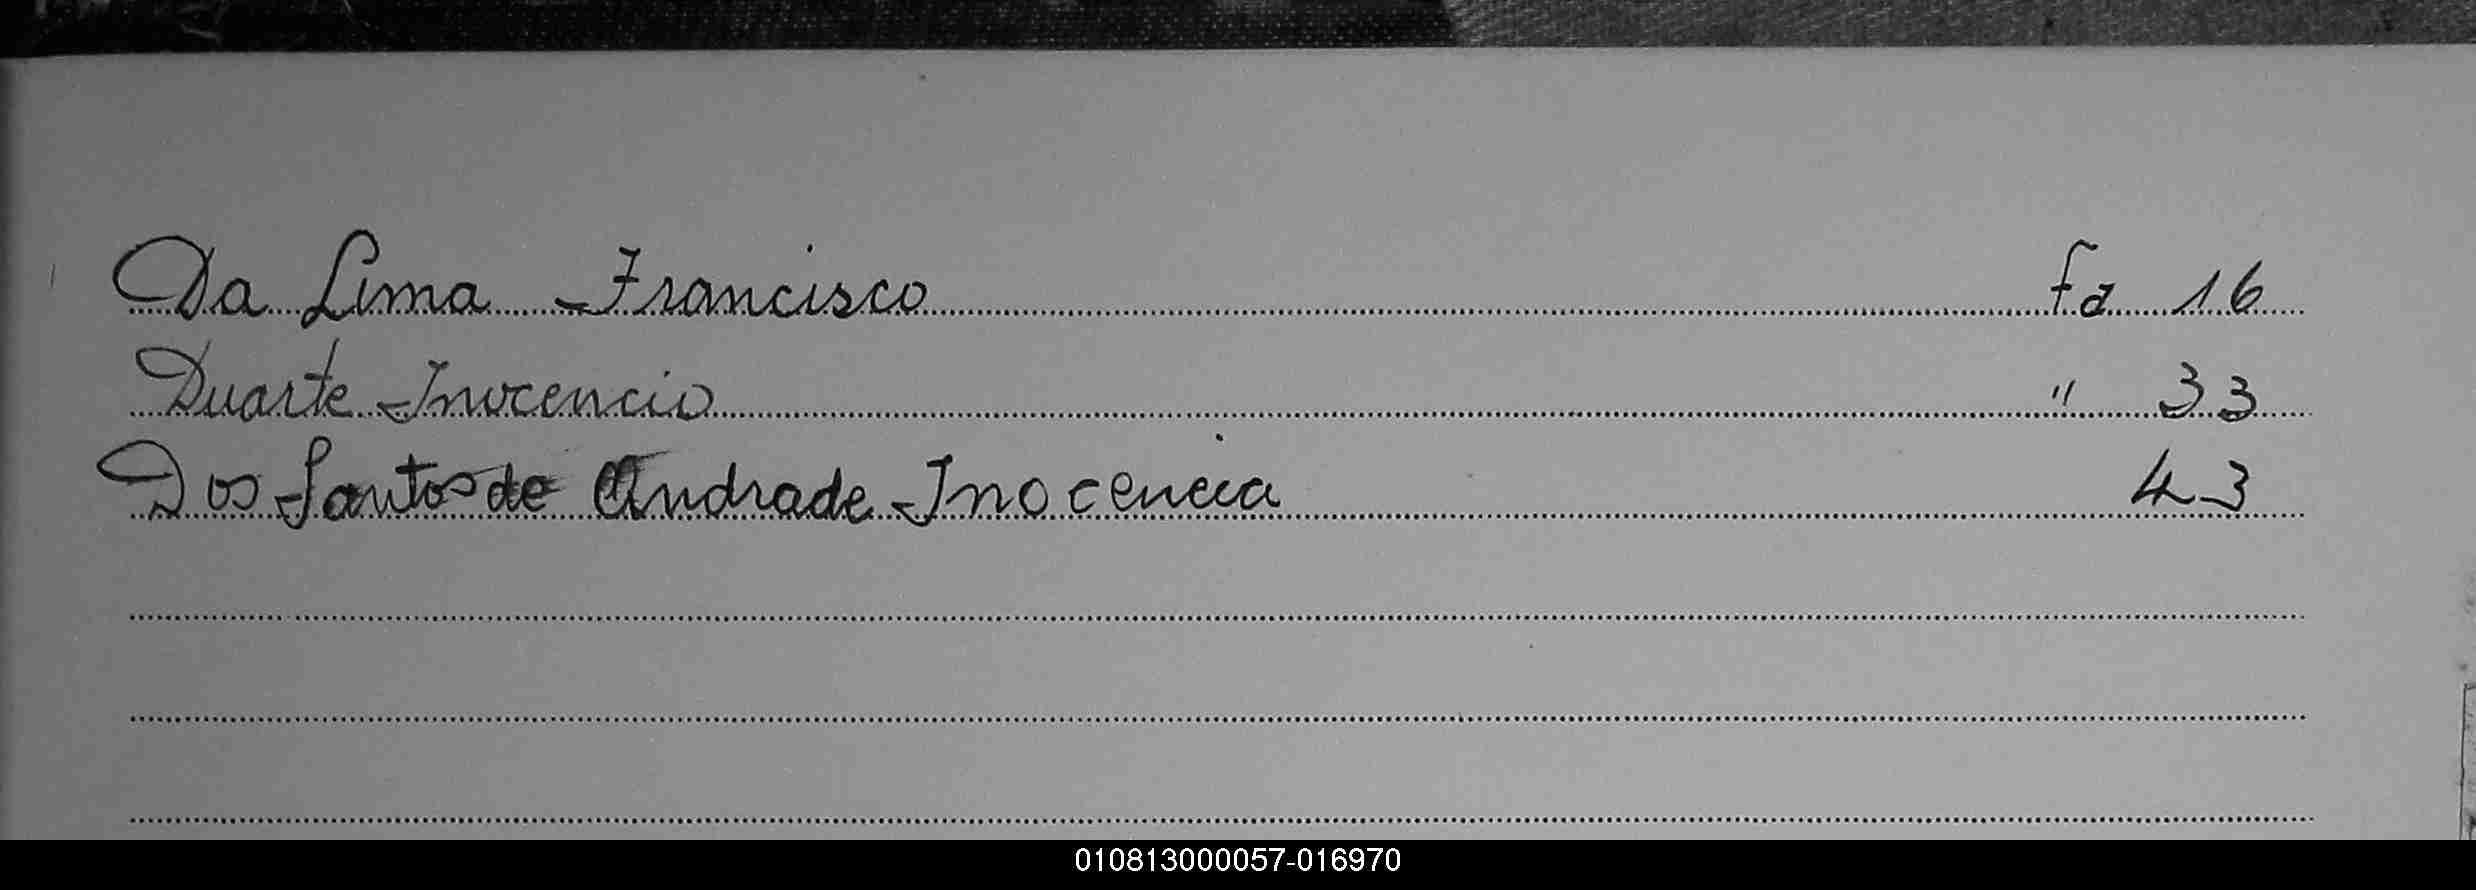 Da Lima Francisco fa 16
Duarte Inocencio " 33
Dos Santos de Andrade Inocencia 43
010813000057-016970